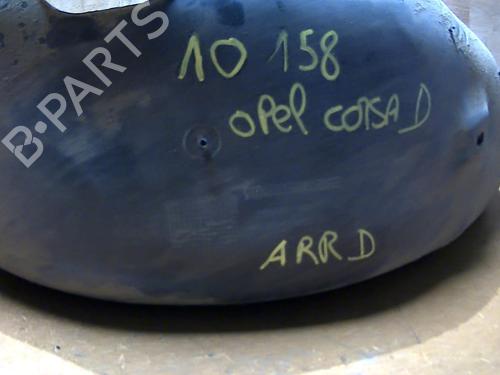 B·PARTS
10 158
OPel CORSA D
ARR D